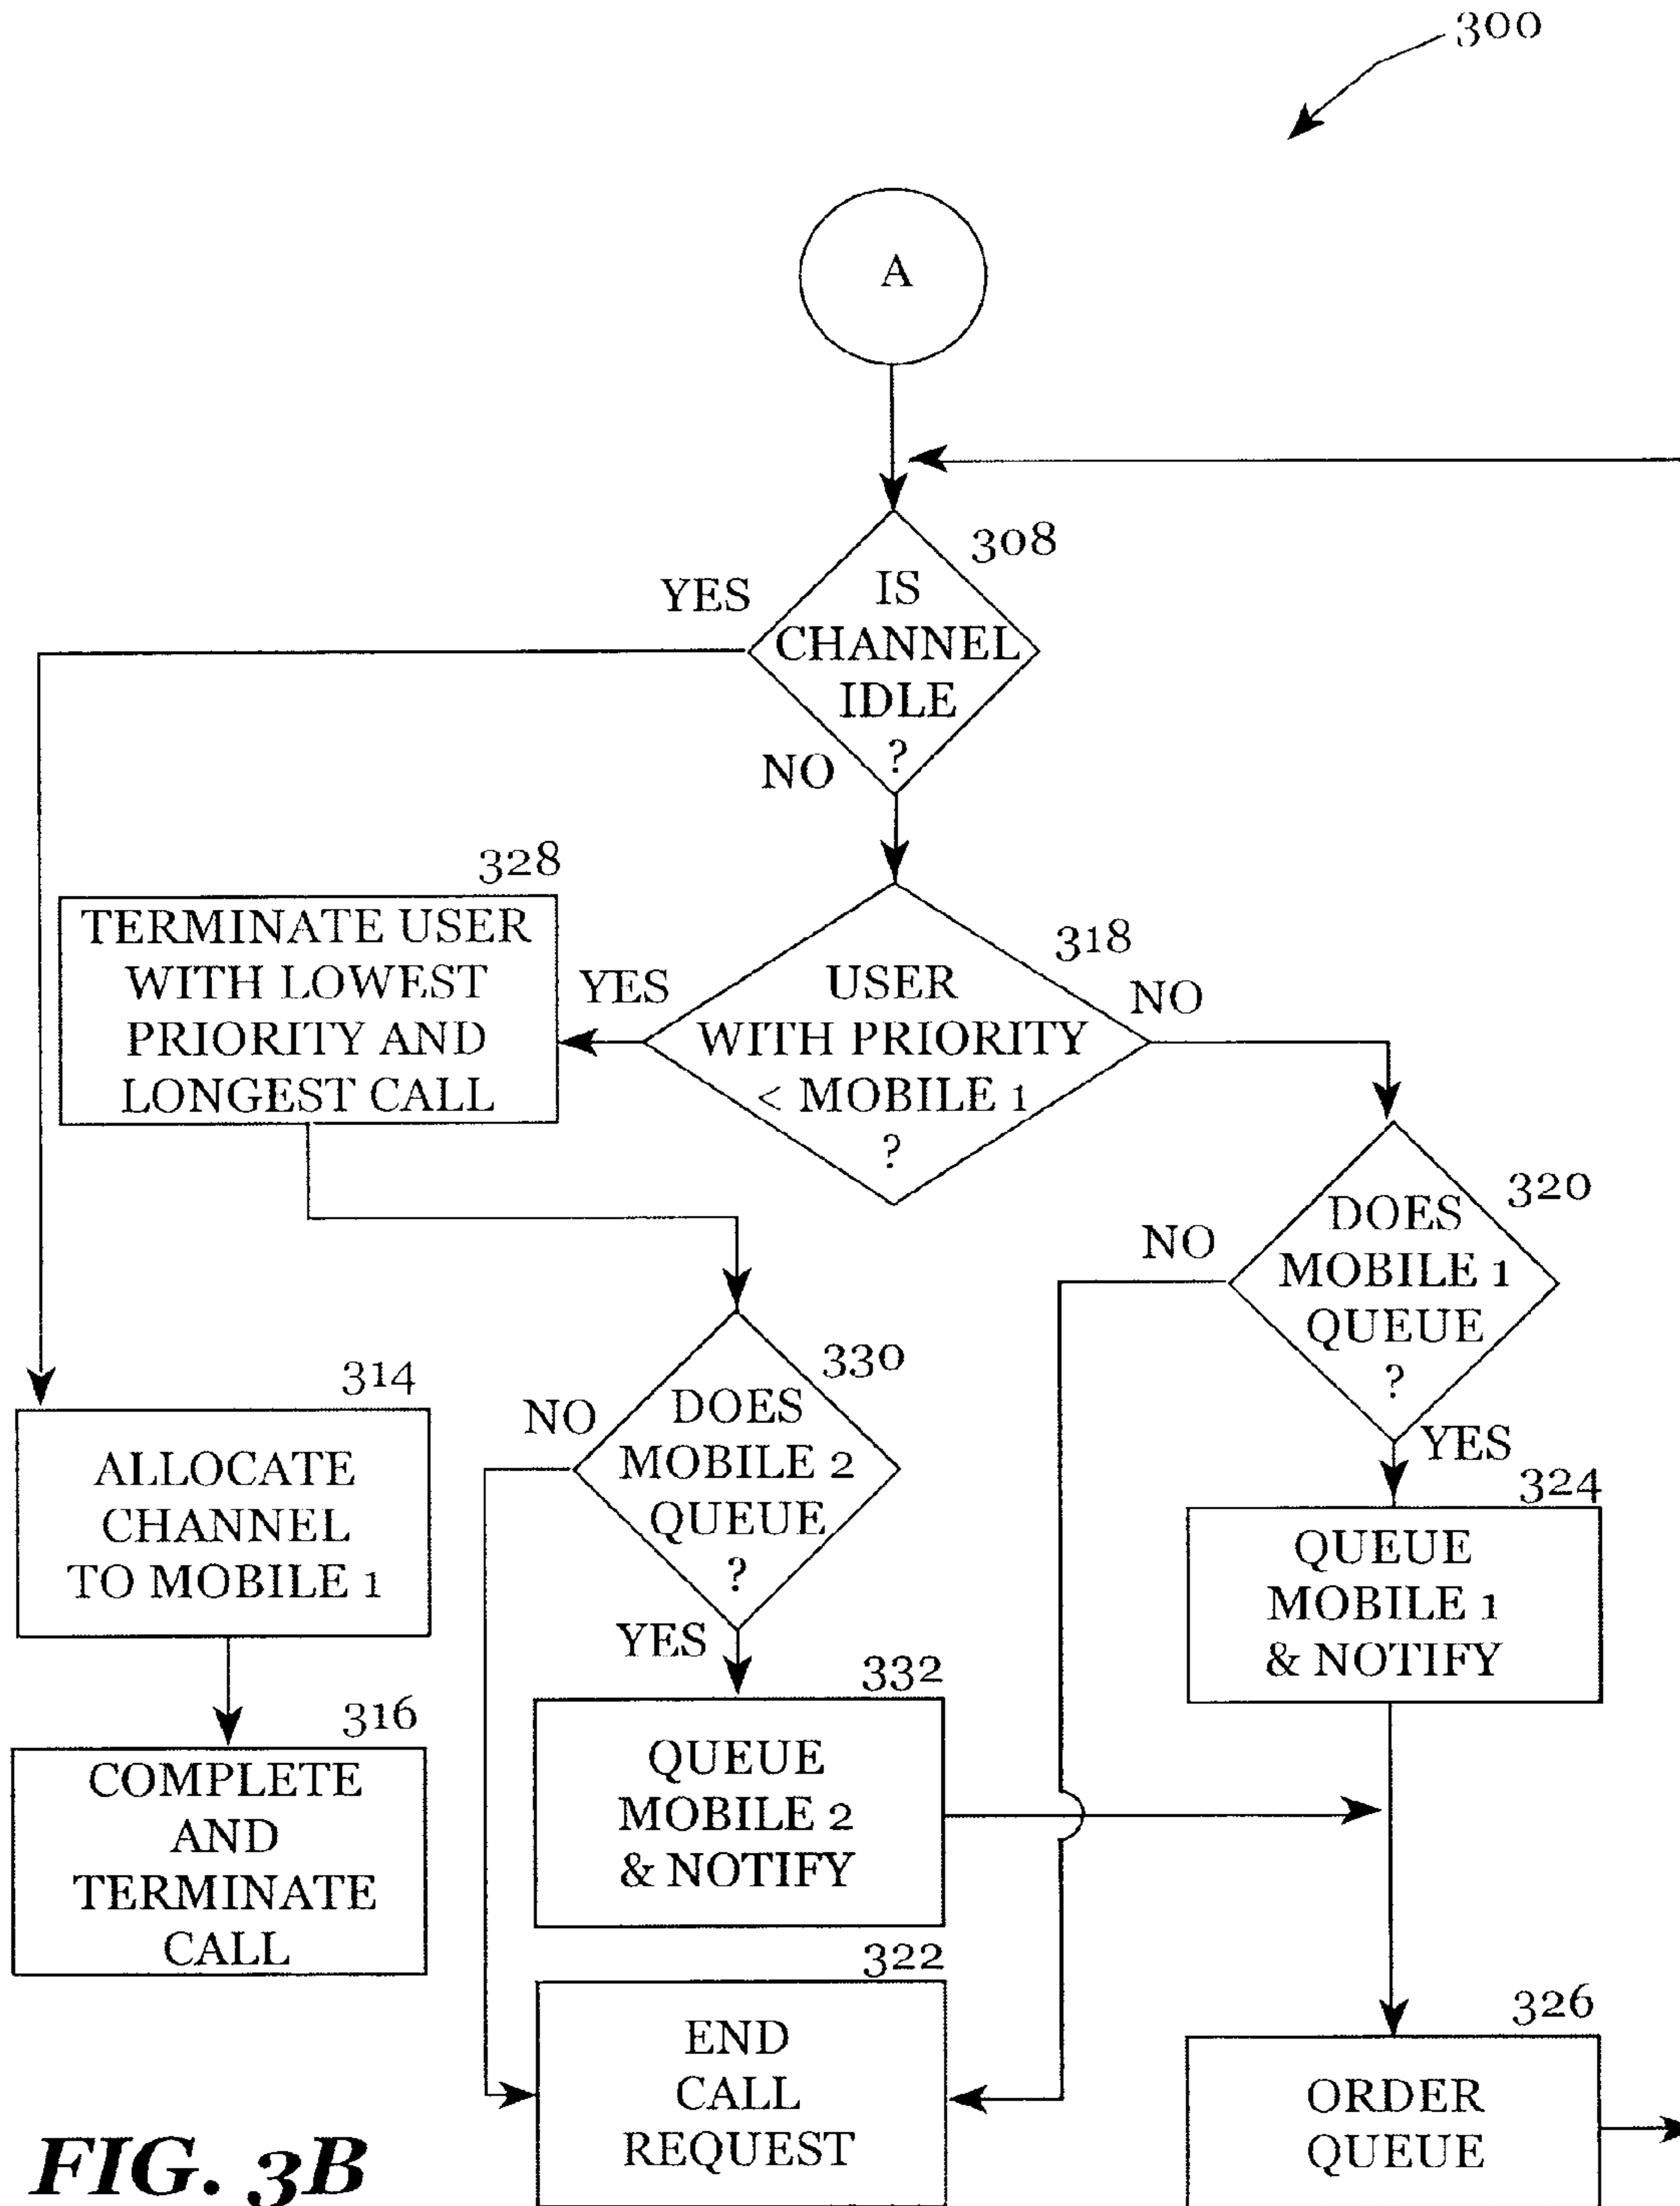 300
A
308
YES
IS
CHANNEL
IDLE
?
NO
328
TERMINATE USER
WITH LOWEST
PRIORITY AND
LONGEST CALL
YES
318
USER
WITH PRIORITY
< MOBILE 1
?
NO
320
DOES
MOBILE 1
QUEUE
?
NO
YES
330
DOES
MOBILE 2
QUEUE
?
NO
YES
314
ALLOCATE
CHANNEL
TO MOBILE 1
324
QUEUE
MOBILE 1
& NOTIFY
316
COMPLETE
AND
TERMINATE
CALL
332
QUEUE
MOBILE 2
& NOTIFY
322
END
CALL
REQUEST
326
ORDER
QUEUE
FIG. 3B